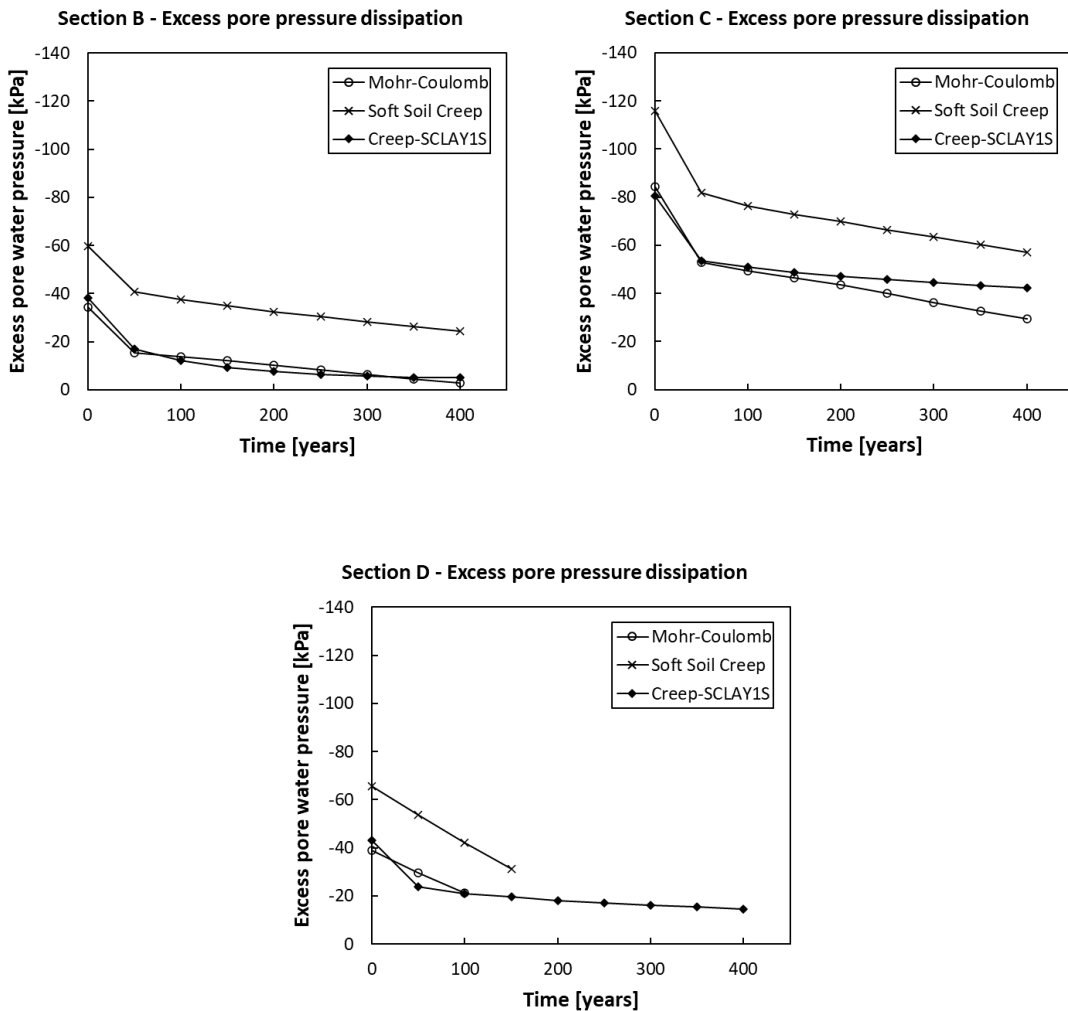 Section B - Excess pore pressure dissipation
Excess pore water pressure [kPa]
-140
-120
-100
-80
-60
-40
-20
0
Mohr-Coulomb
Soft Soil Creep
Creep-SCLAY1S
0 100 200 300 400
Time [years]
Section C - Excess pore pressure dissipation
Excess pore water pressure [kPa]
-140
-120
-100
-80
-60
-40
-20
0
Mohr-Coulomb
Soft Soil Creep
Creep-SCLAY1S
0 100 200 300 400
Time [years]
Section D - Excess pore pressure dissipation
Excess pore water pressure [kPa]
-140
-120
-100
-80
-60
-40
-20
0
Mohr-Coulomb
Soft Soil Creep
Creep-SCLAY1S
0 100 200 300 400
Time [years]